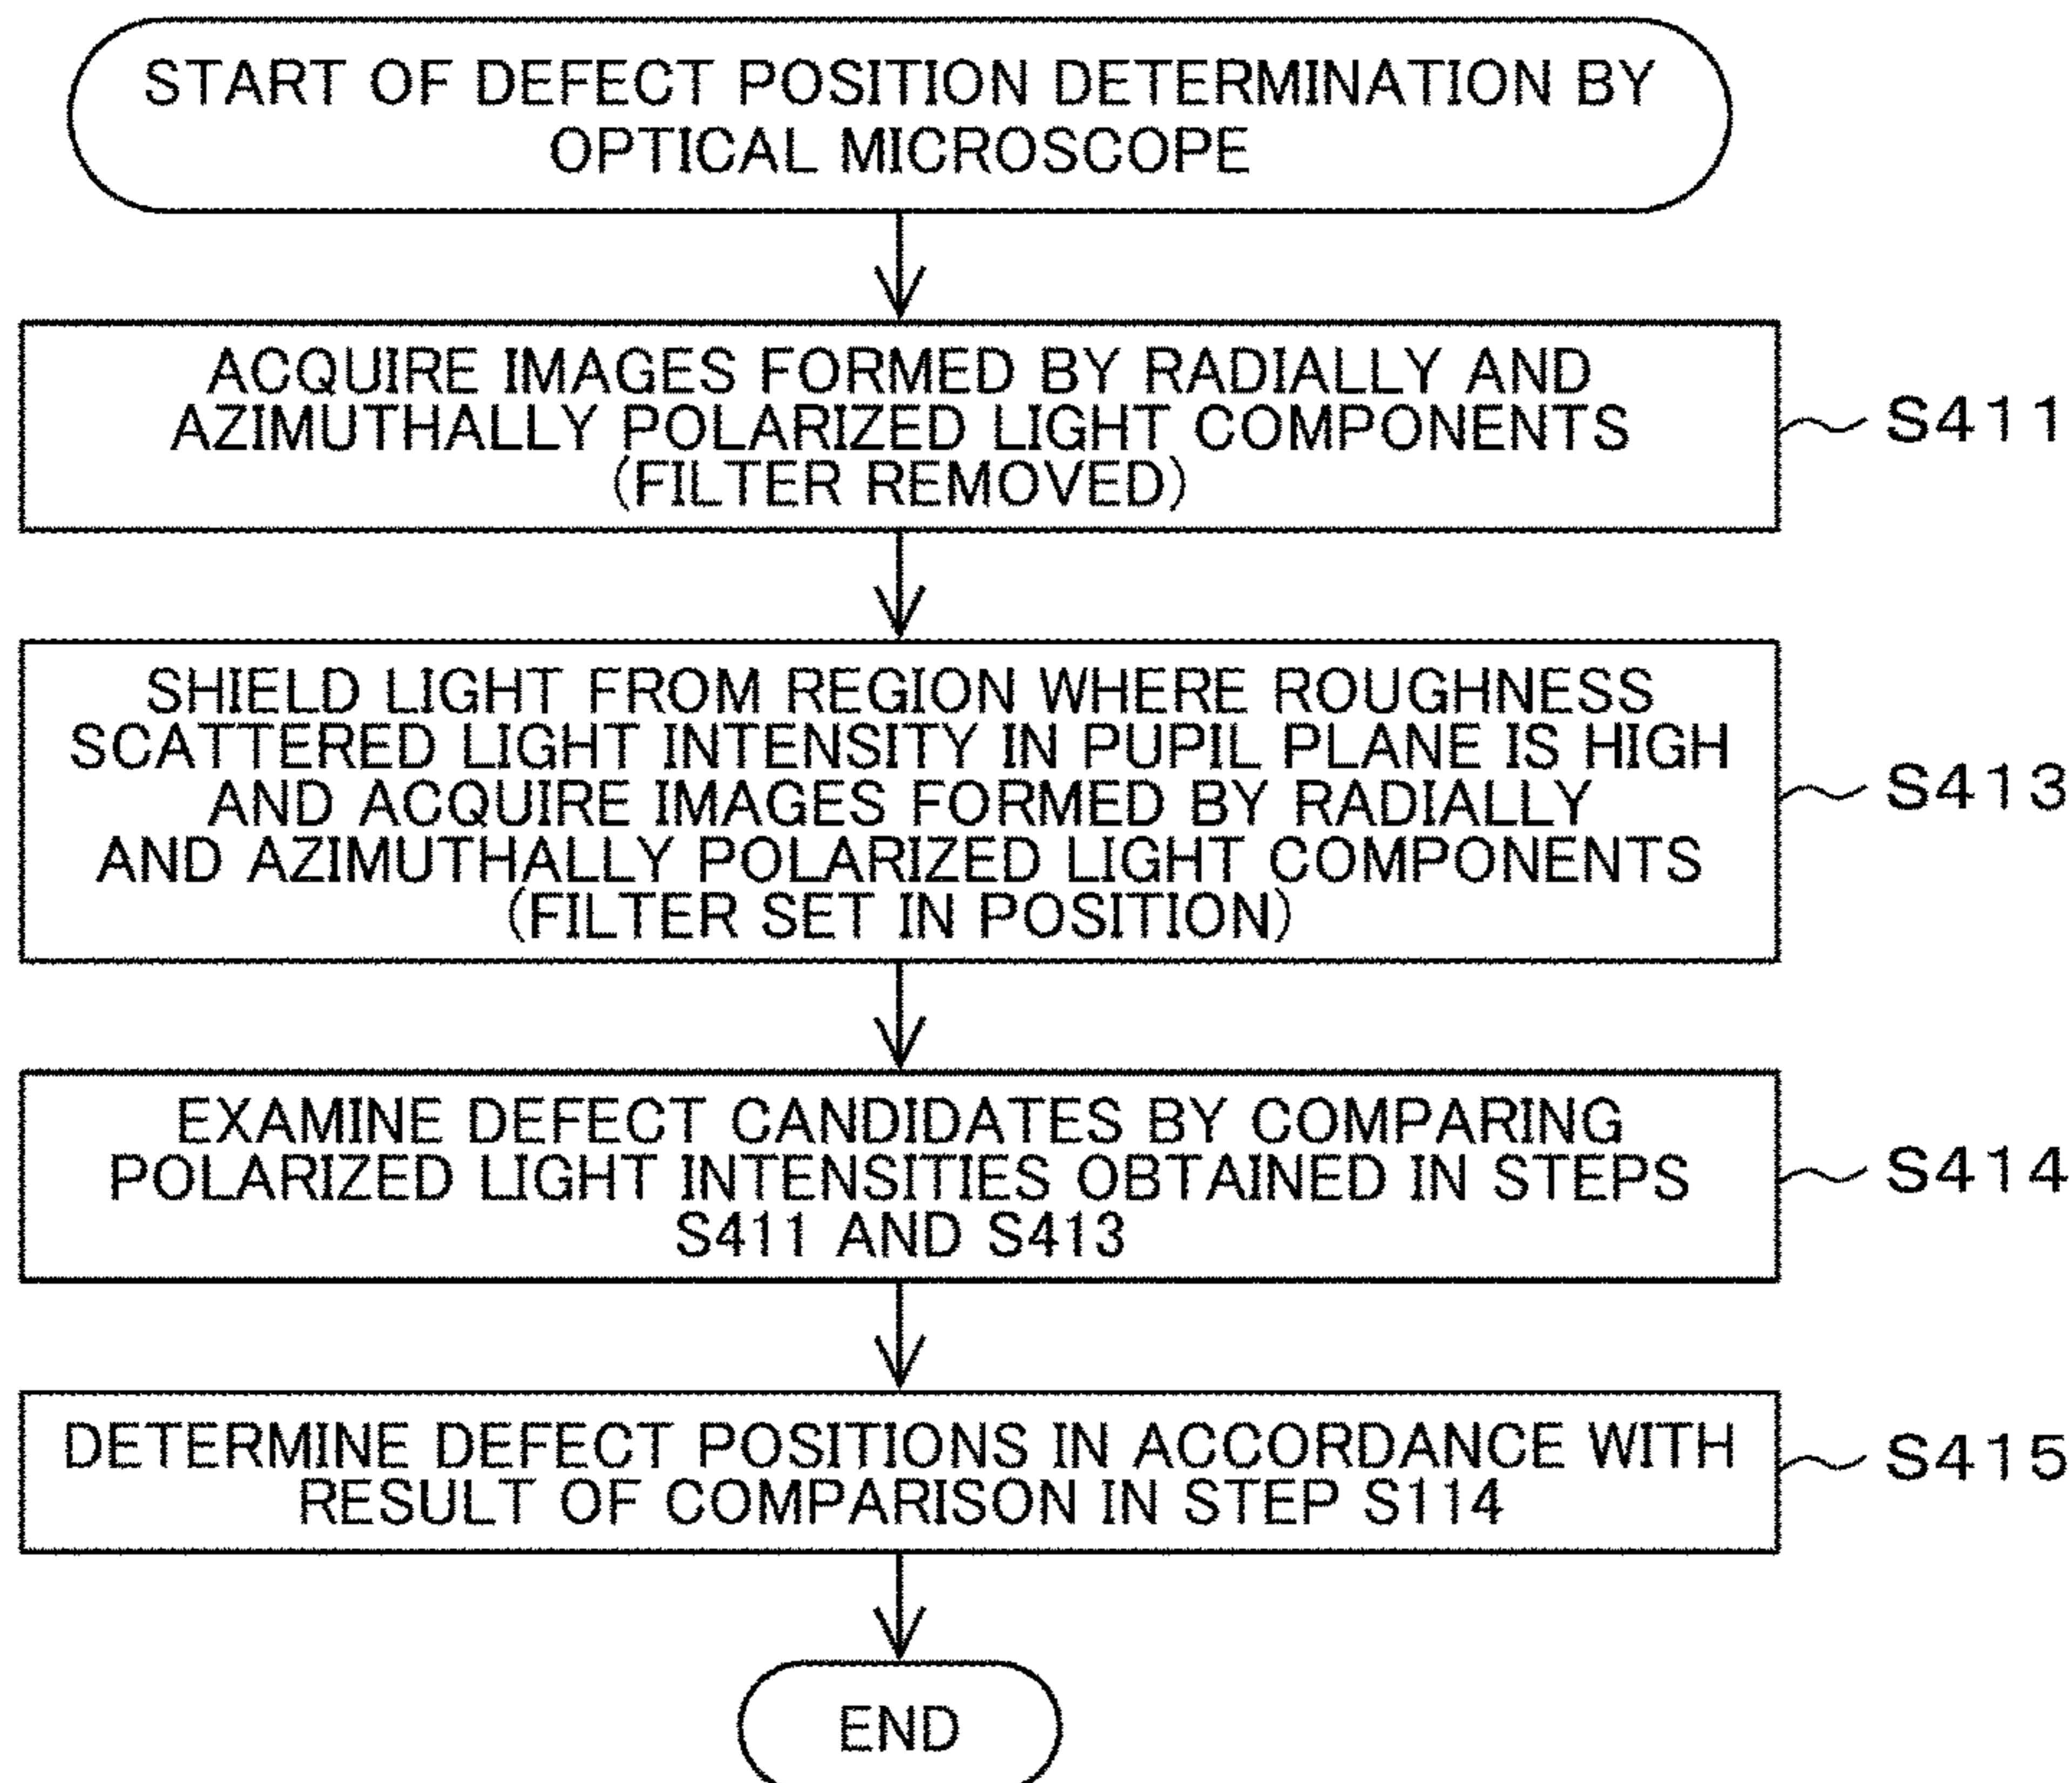 START OF DEFECT POSITION DETERMINATION BY
OPTICAL MICROSCOPE
ACQUIRE IMAGES FORMED BY RADIALLY AND
AZIMUTHALLY POLARIZED LIGHT COMPONENTS
(FILTER REMOVED)
S411
SHIELD LIGHT FROM REGION WHERE ROUGHNESS
SCATTERED LIGHT INTENSITY IN PUPIL PLANE IS HIGH
AND ACQUIRE IMAGES FORMED BY RADIALLY
AND AZIMUTHALLY POLARIZED LIGHT COMPONENTS
(FILTER SET IN POSITION)
S413
EXAMINE DEFECT CANDIDATES BY COMPARING
POLARIZED LIGHT INTENSITIES OBTAINED IN STEPS
S411 AND S413
S414
DETERMINE DEFECT POSITIONS IN ACCORDANCE WITH
RESULT OF COMPARISON IN STEP S114
S415
END